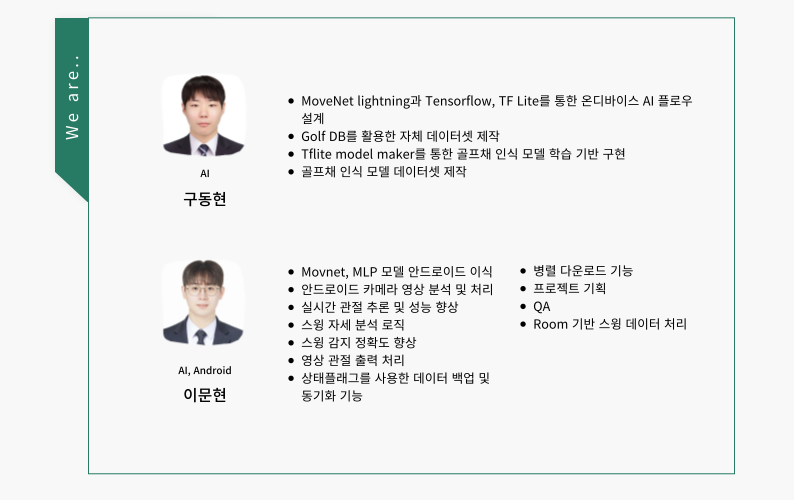 We are..
MoveNet lightning과 Tensorflow, TF Lite를 통한 온디바이스 AI 플로우
설계
Golf DB를 활용한 자체 데이터셋 제작
Tflite model maker를 통한 골프채 인식 모델 학습 기반 구현
골프채 인식 모델 데이터셋 제작
AI
구동현
Movnet, MLP 모델 안드로이드 이식
안드로이드 카메라 영상 분석 및 처리
실시간 관절 추론 및 성능 향상
스윙 자세 분석 로직
스윙 감지 정확도 향상
영상 관절 출력 처리
상태플래그를 사용한 데이터 백업 및
동기화 기능
병렬 다운로드 기능
프로젝트 기획
QA
Room 기반 스윙 데이터 처리
AI, Android
이문현